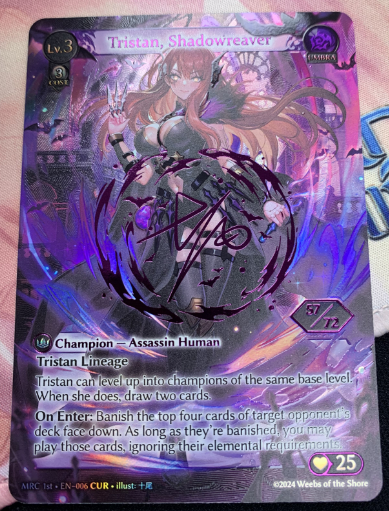 Lv.3
Tristan, Shadowreaver
UMBRA
3
COST
57/72
Champion — Assassin Human
Tristan Lineage
Tristan can level up into champions of the same base level.
When she does, draw two cards.
On Enter: Banish the top four cards of target opponent's
deck face down. As long as they're banished, you may
play those cards, ignoring their elemental requirements.
25
MRC 1st • EN-006 CUR • illust: 十尾
©2024 Weebs of the Shore